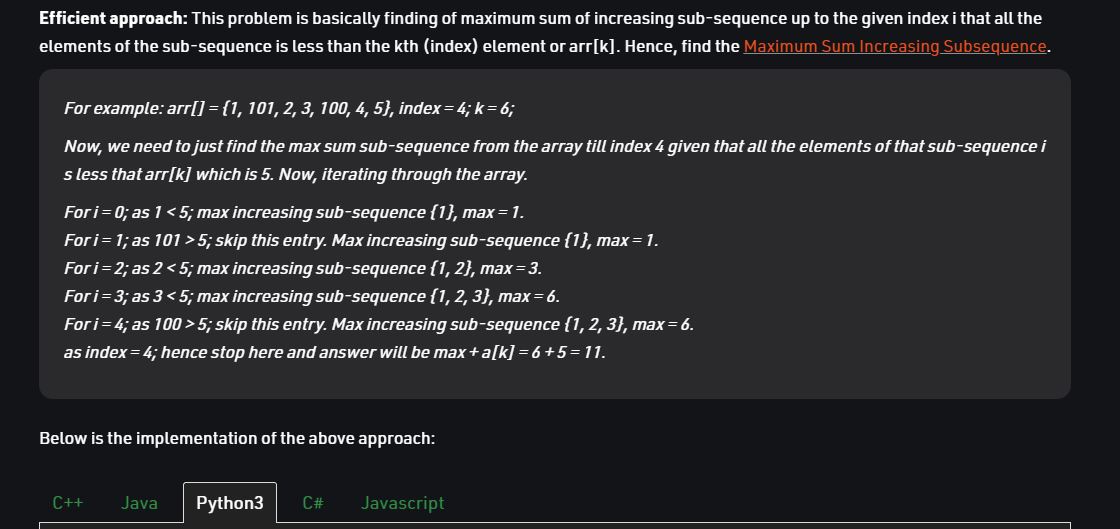 Efficient approach: This problem is basically finding of maximum sum of increasing sub-sequence up to the given index i that all the
elements of the sub-sequence is less than the kth (index) element or arr[k]. Hence, find the Maximum Sum Increasing Subsequence.
For example: arr[] = {1, 101, 2, 3, 100, 4, 5}, index = 4; k = 6;
Now, we need to just find the max sum sub-sequence from the array till index 4 given that all the elements of that sub-sequence i
s less that arr[k] which is 5. Now, iterating through the array.
For i = 0; as 1 < 5; max increasing sub-sequence {1}, max = 1.
For i = 1; as 101 > 5; skip this entry. Max increasing sub-sequence {1}, max = 1.
For i = 2; as 2 < 5; max increasing sub-sequence {1, 2}, max = 3.
For i = 3; as 3 < 5; max increasing sub-sequence {1, 2, 3}, max = 6.
For i = 4; as 100 > 5; skip this entry. Max increasing sub-sequence {1, 2, 3}, max = 6.
as index = 4; hence stop here and answer will be max + a[k] = 6 + 5 = 11.
Below is the implementation of the above approach:
C++ Java Python3 C# Javascript